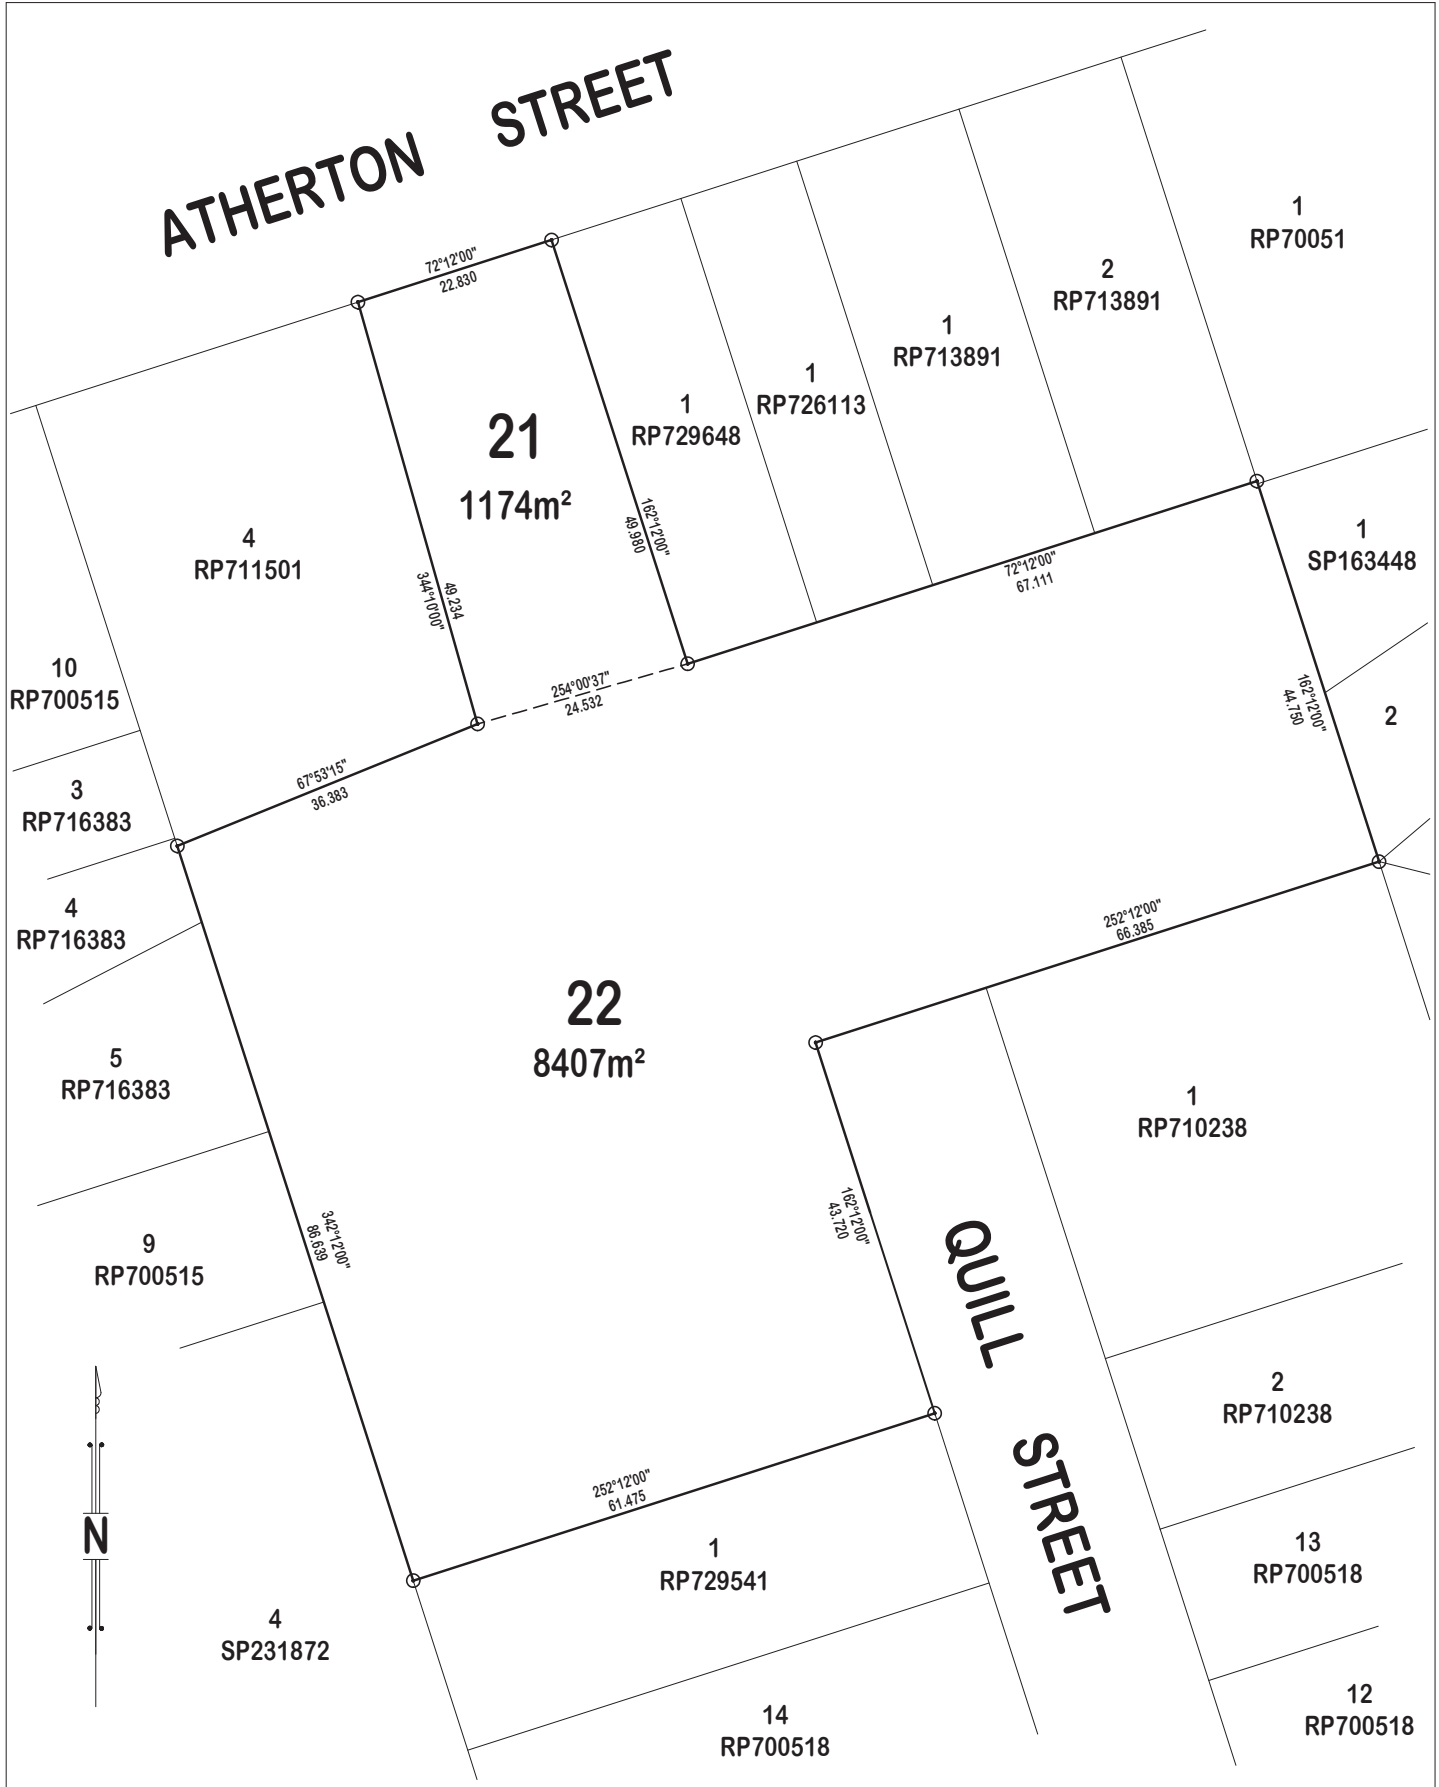 ATHERTON STREET
72°12'00"
22.830
1
RP70051
2
RP713891
1
RP713891
1
RP726113
1
RP729648
21
1174m²
162°12'00"
49.980
49.234
344°10'00"
4
RP711501
72°12'00"
67.111
1
SP163448
10
RP700515
254°00'37"
24.532
162°12'00"
44.750
2
67°53'15"
36.383
3
RP716383
4
RP716383
252°12'00"
66.385
22
8407m²
5
RP716383
1
RP710238
162°12'00"
43.720
342°12'00"
86.639
9
RP700515
QUILL STREET
2
RP710238
252°12'00"
61.475
1
RP729541
N
13
RP700518
4
SP231872
14
RP700518
12
RP700518